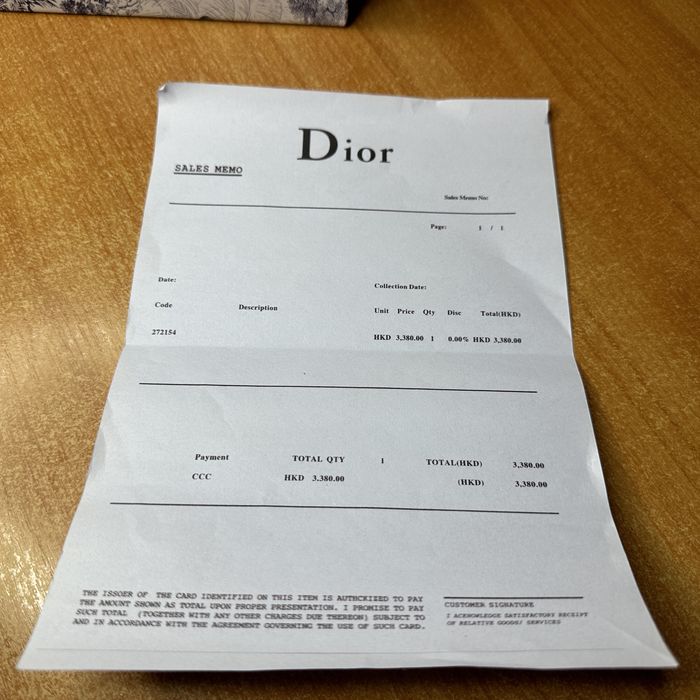 Dior
SALES MEMO
Sales Memo No:
Page: 1 / 1
Date:
Collection Date:
Code Description Unit Price Qty Disc Total(HKD)
272154 HKD 3,380.00 1 0.00% HKD 3,380.00
Payment TOTAL QTY 1 TOTAL(HKD) 3,380.00
CCC HKD 3.380.00 (HKD) 3,380.00
THE ISSUER OF THE CARD IDENTIFIED ON THIS ITEM IS AUTHCKIZED TO PAY
THE AMOUNT SHOWN AS TOTAL UPON PROPER PRESENTATION. I PROMISE TO PAY
SUCH TOTAL (TOGETHER WITH ANY OTHER CHARGES DUE THEREON) SUBJECT TO
AND IN ACCORDANCE WITH THE AGREEMENT GOVERNING THE USE OF SUCH CARD.
CUSTOMER SIGNATURE
I ACKNOWLEDGE SATISFACTORY RECEIPT
OF RELATIVE GOODS/ SERVICES